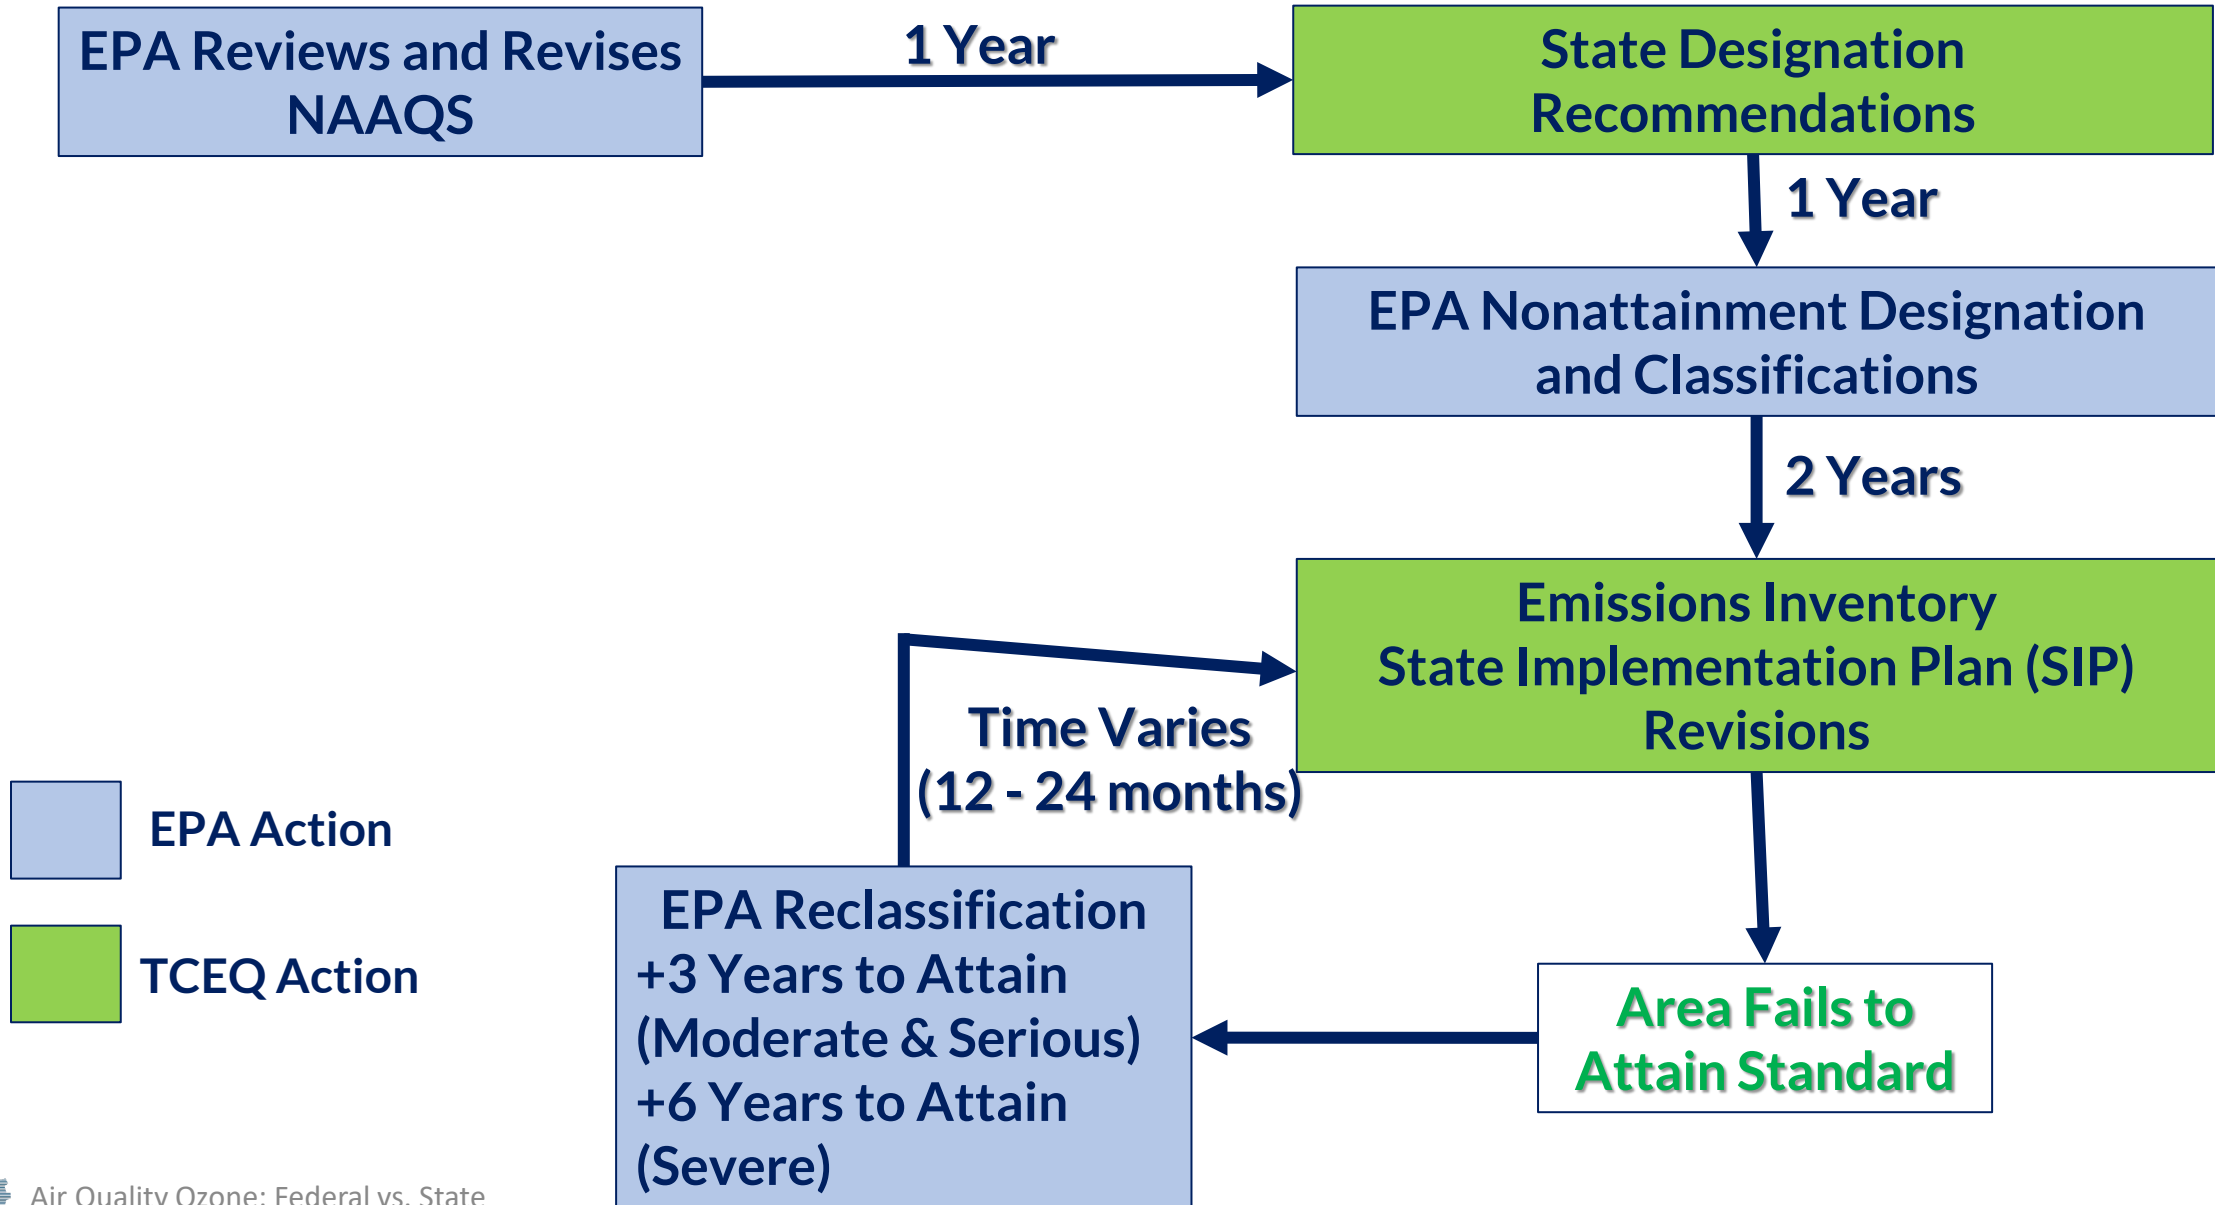 EPA Reviews and Revises
NAAQS
1 Year
State Designation
Recommendations
1 Year
EPA Nonattainment Designation
and Classifications
2 Years
Emissions Inventory
State Implementation Plan (SIP)
Revisions
Time Varies
(12 - 24 months)
EPA Action
TCEQ Action
EPA Reclassification
+3 Years to Attain
(Moderate & Serious)
+6 Years to Attain
(Severe)
Area Fails to
Attain Standard
Air Quality Ozone: Federal vs. State